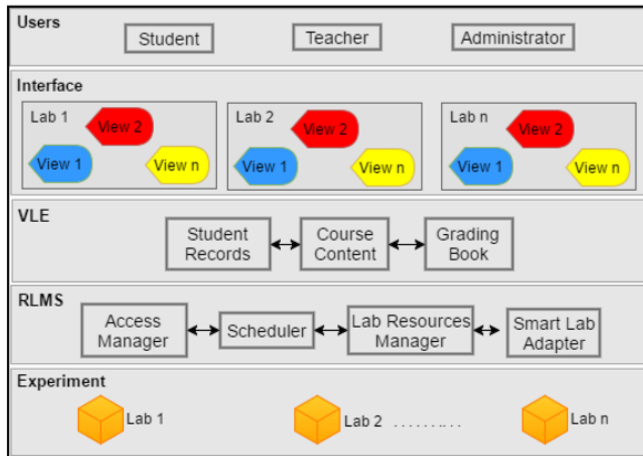 Users
Student Teacher Administrator
Interface
Lab 1 Lab 2 Lab n
View 2 View 2 View 2
View 1 View n View 1 View n View 1 View n
VLE
Student Course Grading
Records Content Book
RLMS
Access Scheduler Lab Resources Smart Lab
Manager Manager Adapter
Experiment
Lab 1 Lab 2 .......... Lab n